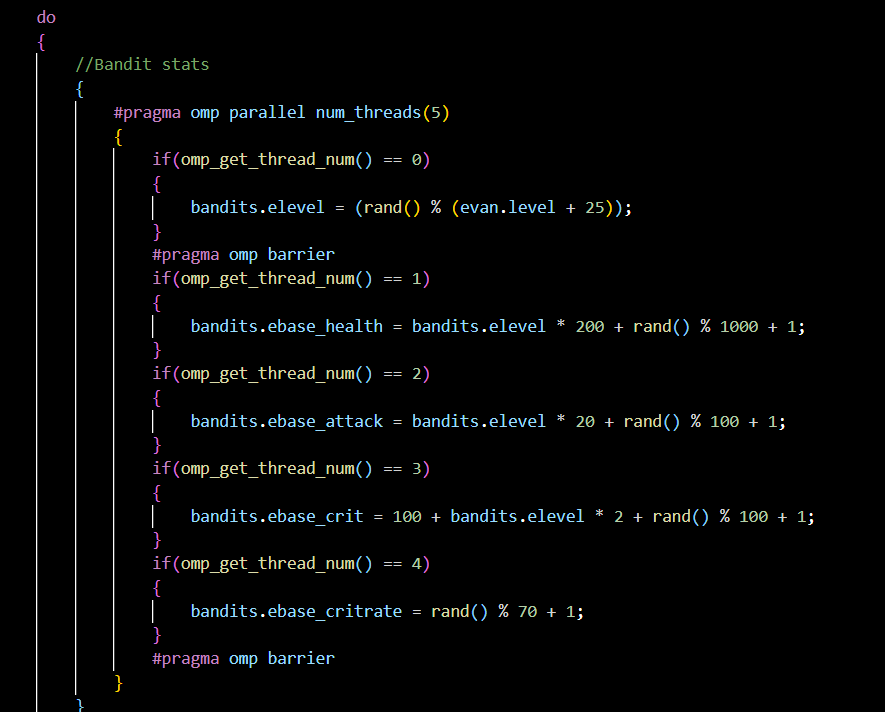 do
{
//Bandit stats
{
#pragma omp parallel num_threads(5)
{
if(omp_get_thread_num() == 0)
{
bandits.elevel = (rand() % (evan.level + 25));
}
#pragma omp barrier
if(omp_get_thread_num() == 1)
{
bandits.ebase_health = bandits.elevel * 200 + rand() % 1000 + 1;
}
if(omp_get_thread_num() == 2)
{
bandits.ebase_attack = bandits.elevel * 20 + rand() % 100 + 1;
}
if(omp_get_thread_num() == 3)
{
bandits.ebase_crit = 100 + bandits.elevel * 2 + rand() % 100 + 1;
}
if(omp_get_thread_num() == 4)
{
bandits.ebase_critrate = rand() % 70 + 1;
}
#pragma omp barrier
}
}